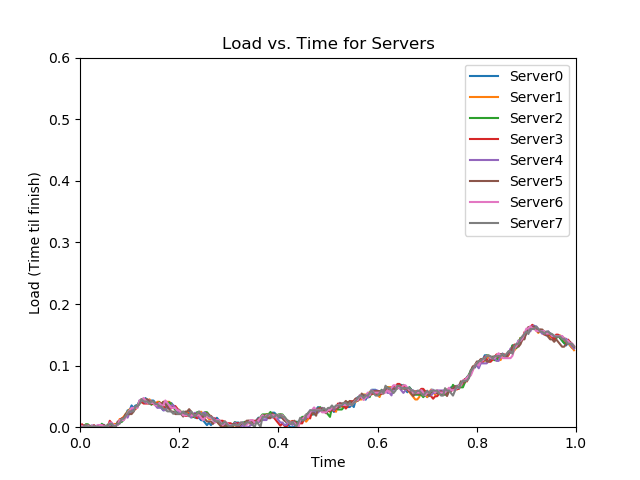 Load vs. Time for Servers
0.6
0.5
0.4
0.3
0.2
0.1
0.0
Load (Time til finish)
Server0
Server1
Server2
Server3
Server4
Server5
Server6
Server7
0.0 0.2 0.4 0.6 0.8 1.0
Time